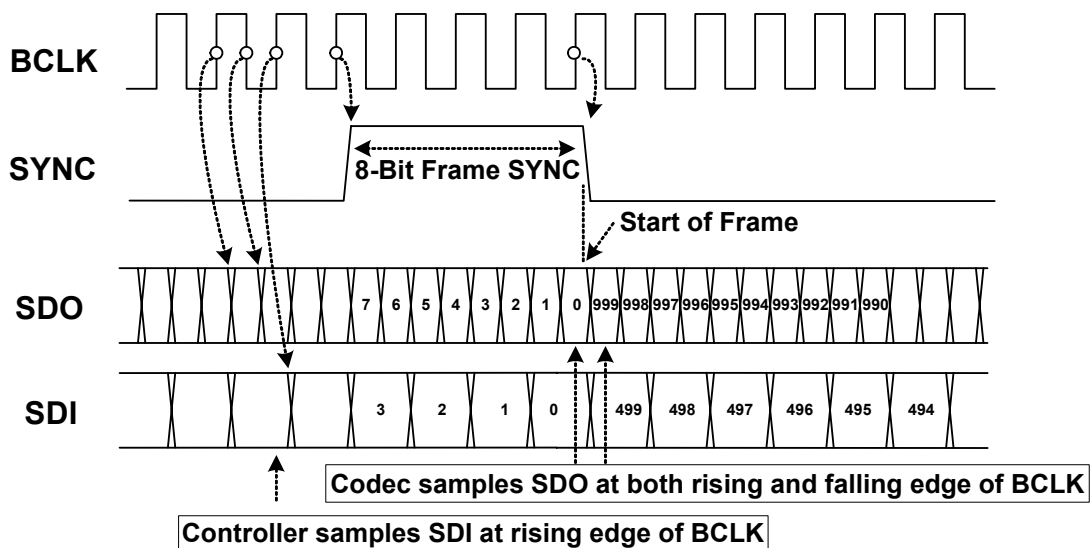 BCLK
SYNC
8-Bit Frame SYNC
Start of Frame
SDO
7 6 5 4 3 2 1 0 999 998 997 996 995 994 993 992 991 990
SDI
3 2 1 0 499 498 497 496 495 494
Codec samples SDO at both rising and falling edge of BCLK
Controller samples SDI at rising edge of BCLK